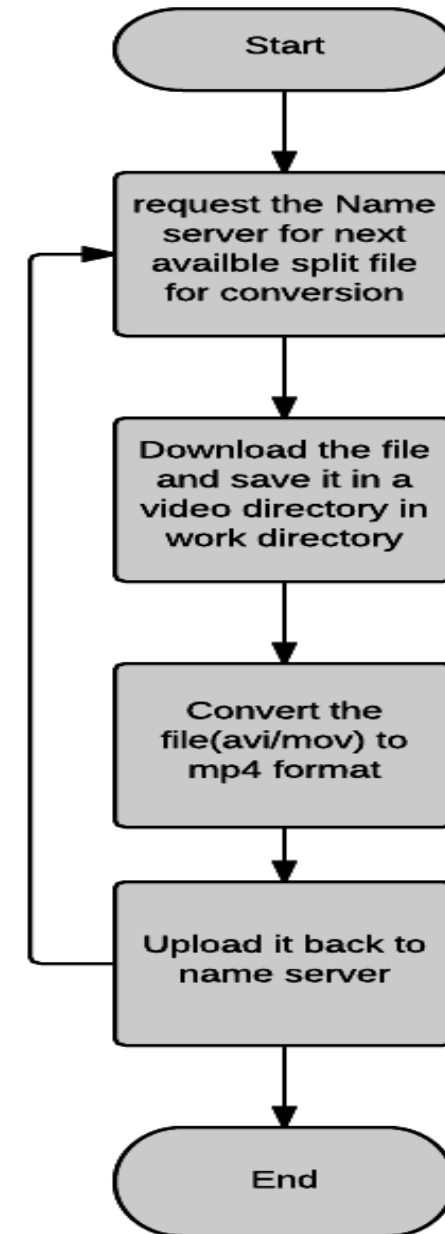 Start
request the Name
server for next
availble split file
for conversion
Download the file
and save it in a
video directory in
work directory
Convert the
file(avi/mov) to
mp4 format
Upload it back to
name server
End